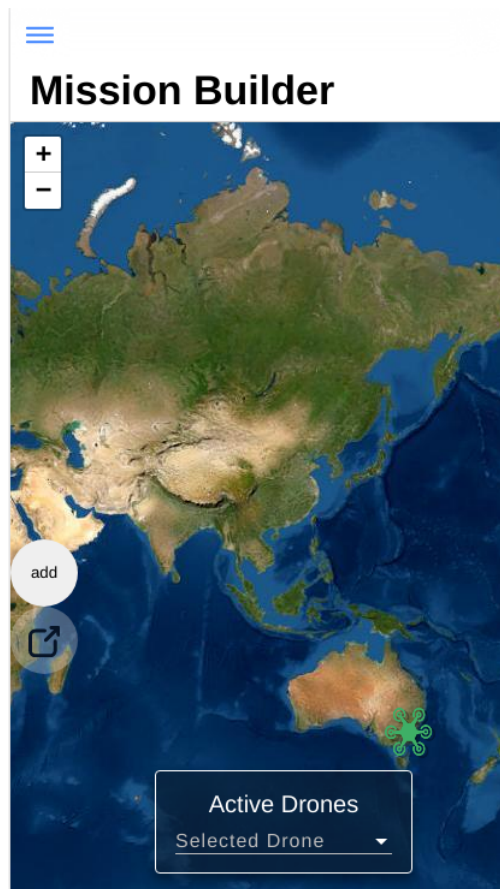 Mission Builder
+
−
add
Active Drones
Selected Drone